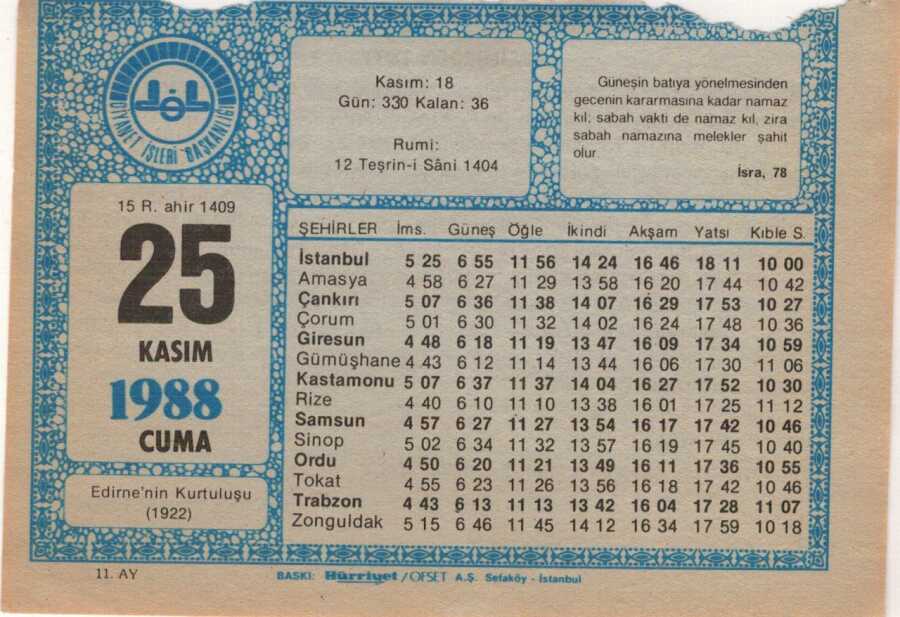 DİYANET İŞLERİ BAŞKANLIĞI
Kasım: 18
Gün: 330 Kalan: 36
Rumi:
12 Teşrin-i Sâni 1404
Güneşin batıya yönelmesinden
gecenin kararmasına kadar namaz
kıl; sabah vakti de namaz kıl, zira
sabah namazına melekler şahit
olur.
İsra, 78
15 R. ahir 1409
25
KASIM
1988
CUMA
Edirne'nin Kurtuluşu
(1922)
ŞEHİRLER İms. Güneş Öğle İkindi Akşam Yatsı Kıble S.
İstanbul 5 25 6 55 11 56 14 24 16 46 18 11 10 00
Amasya 4 58 6 27 11 29 13 58 16 20 17 44 10 42
Çankırı 5 07 6 36 11 38 14 07 16 29 17 53 10 27
Çorum 5 01 6 30 11 32 14 02 16 24 17 48 10 36
Giresun 4 48 6 18 11 19 13 47 16 09 17 34 10 59
Gümüşhane 4 43 6 12 11 14 13 44 16 06 17 30 11 06
Kastamonu 5 07 6 37 11 37 14 04 16 27 17 52 10 30
Rize 4 40 6 10 11 10 13 38 16 01 17 25 11 12
Samsun 4 57 6 27 11 27 13 54 16 17 17 42 10 46
Sinop 5 02 6 34 11 32 13 57 16 19 17 45 10 40
Ordu 4 50 6 20 11 21 13 49 16 11 17 36 10 55
Tokat 4 55 6 23 11 26 13 56 16 18 17 42 10 46
Trabzon 4 43 6 13 11 13 13 42 16 04 17 28 11 07
Zonguldak 5 15 6 46 11 45 14 12 16 34 17 59 10 18
11. AY
BASKI: Hürriyet/OFSET A.Ş. Sefaköy - İstanbul